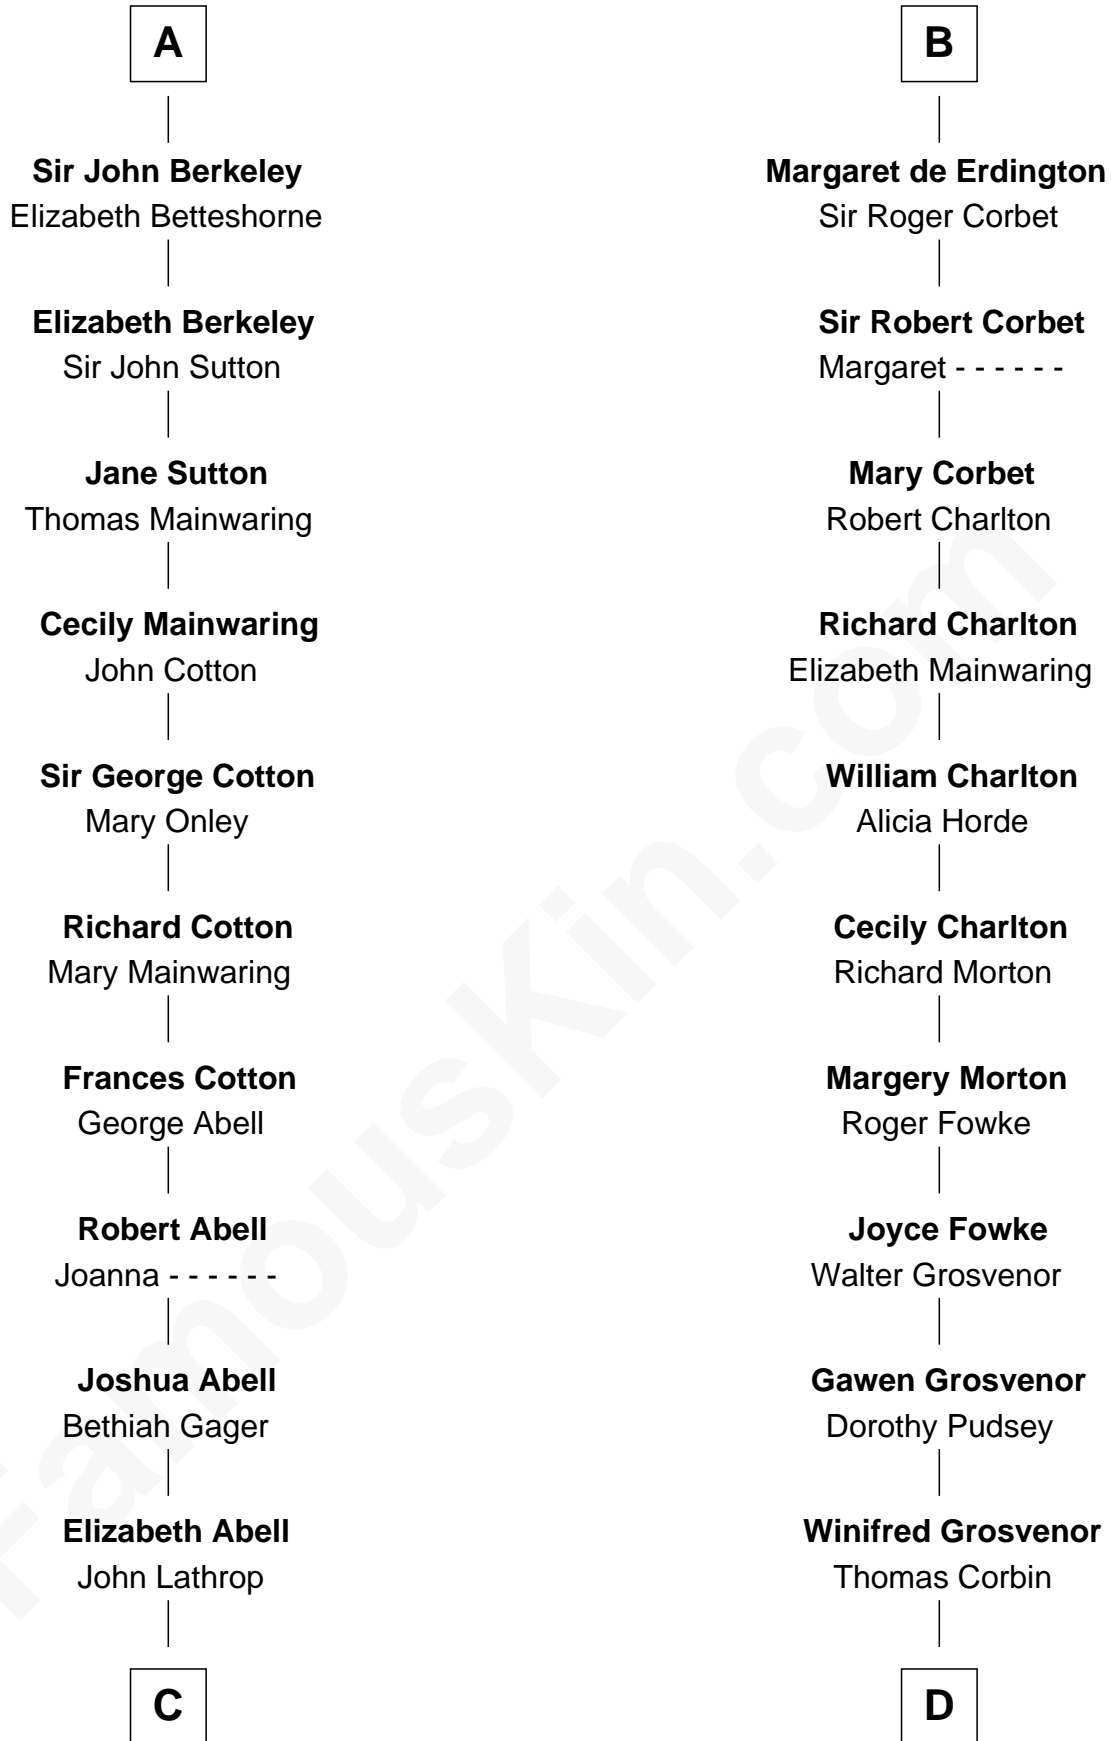 A
Sir John Berkeley
Elizabeth Betteshorne
Elizabeth Berkeley
Sir John Sutton
Jane Sutton
Thomas Mainwaring
Cecily Mainwaring
John Cotton
Sir George Cotton
Mary Onley
Richard Cotton
Mary Mainwaring
Frances Cotton
George Abell
Robert Abell
Joanna - - - - - -
Joshua Abell
Bethiah Gager
Elizabeth Abell
John Lathrop
C
B
Margaret de Erdington
Sir Roger Corbet
Sir Robert Corbet
Margaret - - - - - -
Mary Corbet
Robert Charlton
Richard Charlton
Elizabeth Mainwaring
William Charlton
Alicia Horde
Cecily Charlton
Richard Morton
Margery Morton
Roger Fowke
Joyce Fowke
Walter Grosvenor
Gawen Grosvenor
Dorothy Pudsey
Winifred Grosvenor
Thomas Corbin
D
FamousKin.com